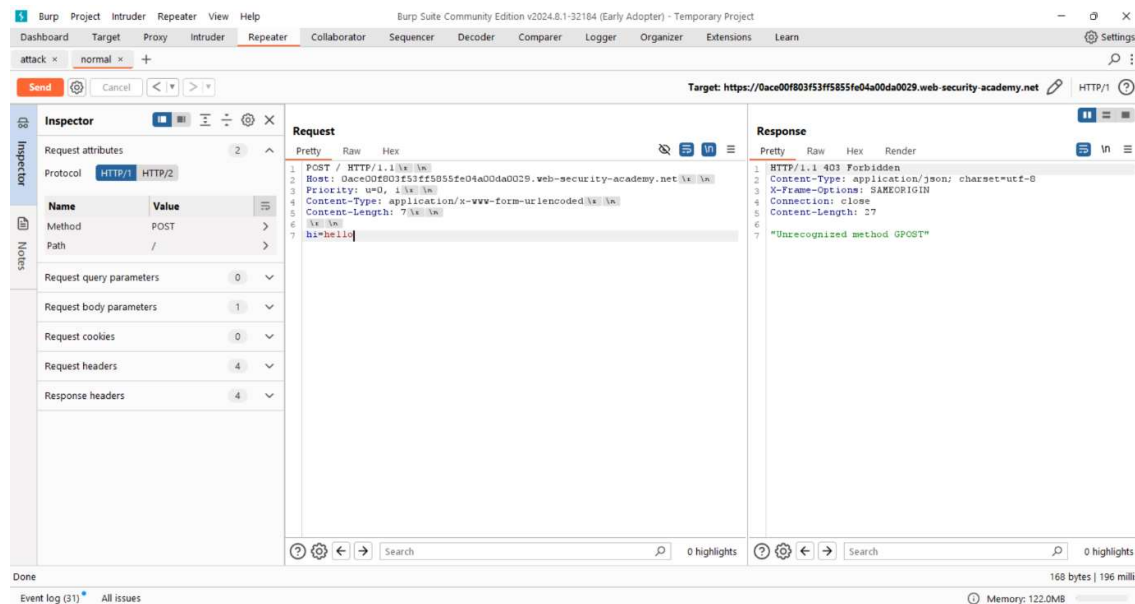 Burp Project Intruder Repeater View Help Burp Suite Community Edition v2024.8.1-32184 (Early Adopter) - Temporary Project
Dashboard Target Proxy Intruder Repeater Collaborator Sequencer Decoder Comparer Logger Organizer Extensions Learn Settings
attack × normal × +
Send Cancel < > Target: https://0ace00f803f53ff5855fe04a00da0029.web-security-academy.net HTTP/1
Inspector
Notes
Inspector
Request attributes 2
Protocol HTTP/1 HTTP/2
Name Value
Method POST
Path /
Request query parameters 0
Request body parameters 1
Request cookies 0
Request headers 4
Response headers 4
Request
Pretty Raw Hex \n
1 POST / HTTP/1.1 \r \n
2 Host: 0ace00f803f53ff5855fe04a00da0029.web-security-academy.net \r \n
3 Priority: u=0, i \r \n
4 Content-Type: application/x-www-form-urlencoded \r \n
5 Content-Length: 7 \r \n
6 \r \n
7 hi=hello
Search 0 highlights
Response
Pretty Raw Hex Render \n
1 HTTP/1.1 403 Forbidden
2 Content-Type: application/json; charset=utf-8
3 X-Frame-Options: SAMEORIGIN
4 Connection: close
5 Content-Length: 27
6
7 "Unrecognized method GPOST"
Search 0 highlights
Done 168 bytes | 196 milli
Event log (31) All issues Memory: 122.0MB